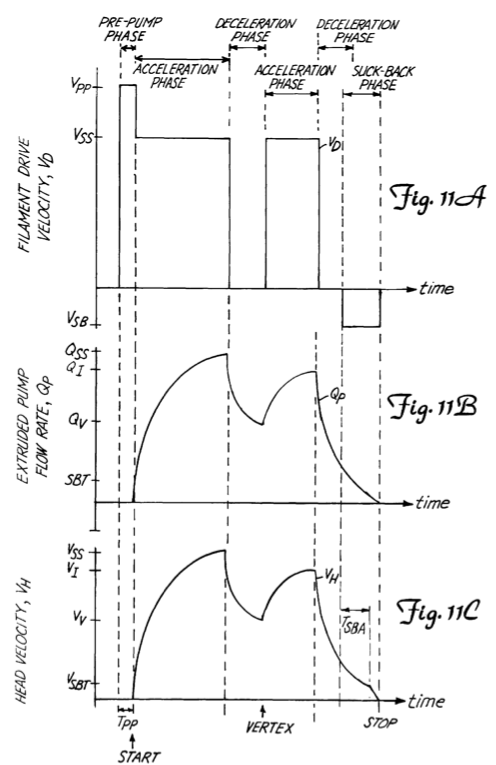 PRE-PUMP
PHASE
DECELERATION
PHASE
DECELERATION
PHASE
ACCELERATION
PHASE
ACCELERATION
PHASE
SUCK-BACK
PHASE
VPP
VSS
VD
FILAMENT DRIVE
VELOCITY, VD
Fig. 11A
time
VSB
QSS
QI
QP
EXTRUDED PUMP
FLOW RATE, QP
Fig. 11B
QV
SBT
time
VSS
VI
VH
HEAD VELOCITY, VH
Fig. 11C
VV
TSBA
VSBT
time
TPP
VERTEX
STOP
START